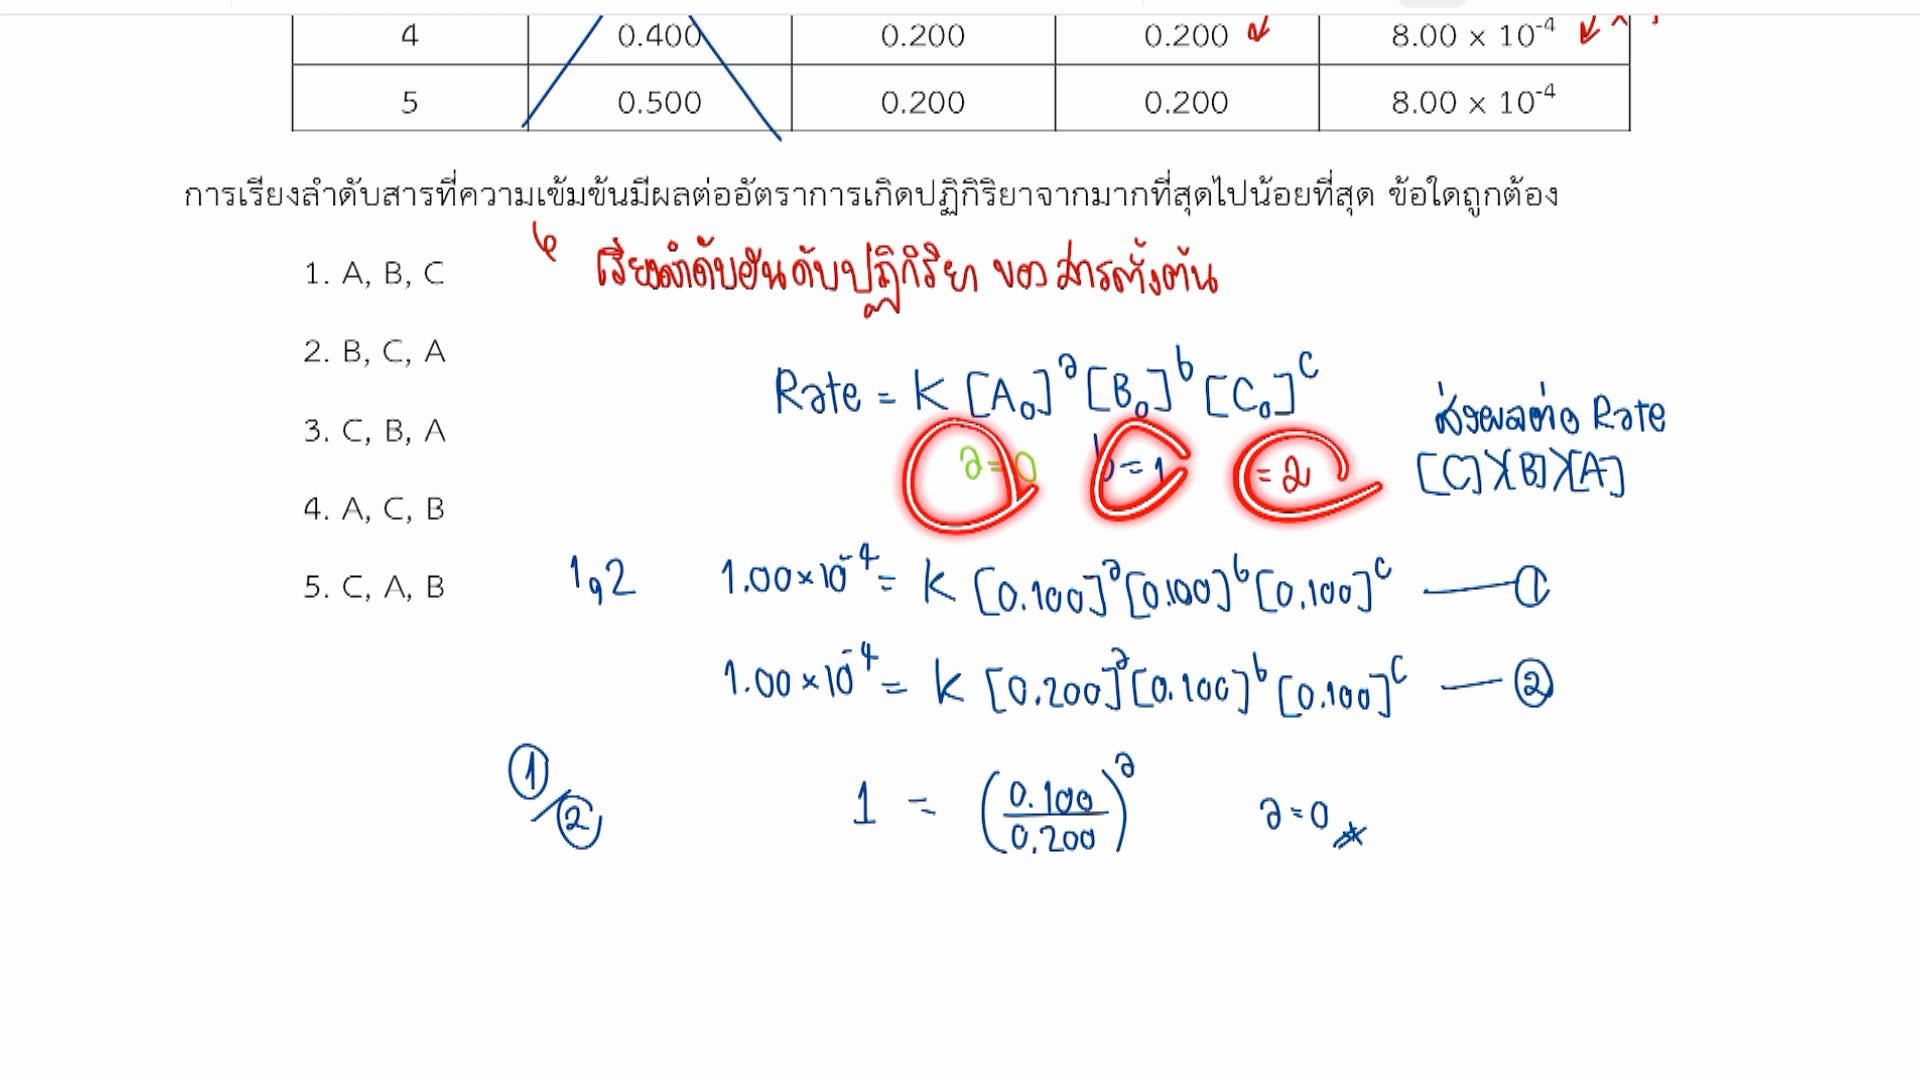 4 0.400 0.200 0.200 8.00 × 10⁻⁴
5 0.500 0.200 0.200 8.00 × 10⁻⁴
การเรียงลำดับสารที่ความเข้มข้นมีผลต่ออัตราการเกิดปฏิกิริยาจากมากที่สุดไปน้อยที่สุด ข้อใดถูกต้อง
เรียงลำดับอันดับปฏิกิริยา ของ สารตั้งต้น
1. A, B, C
2. B, C, A
3. C, B, A
4. A, C, B
5. C, A, B
Rate = K [A₀]ᵃ [B₀]ᵇ [C₀]ᶜ
a=0 b=1 =2
ส่งผลต่อ Rate
[C]>[B]>[A]
1,2 1.00×10⁻⁴ = K [0.100]ᵃ [0.100]ᵇ [0.100]ᶜ — ①
1.00×10⁻⁴ = K [0.200]ᵃ [0.100]ᵇ [0.100]ᶜ — ②
①/② 1 = (0.100/0.200)ᵃ a=0